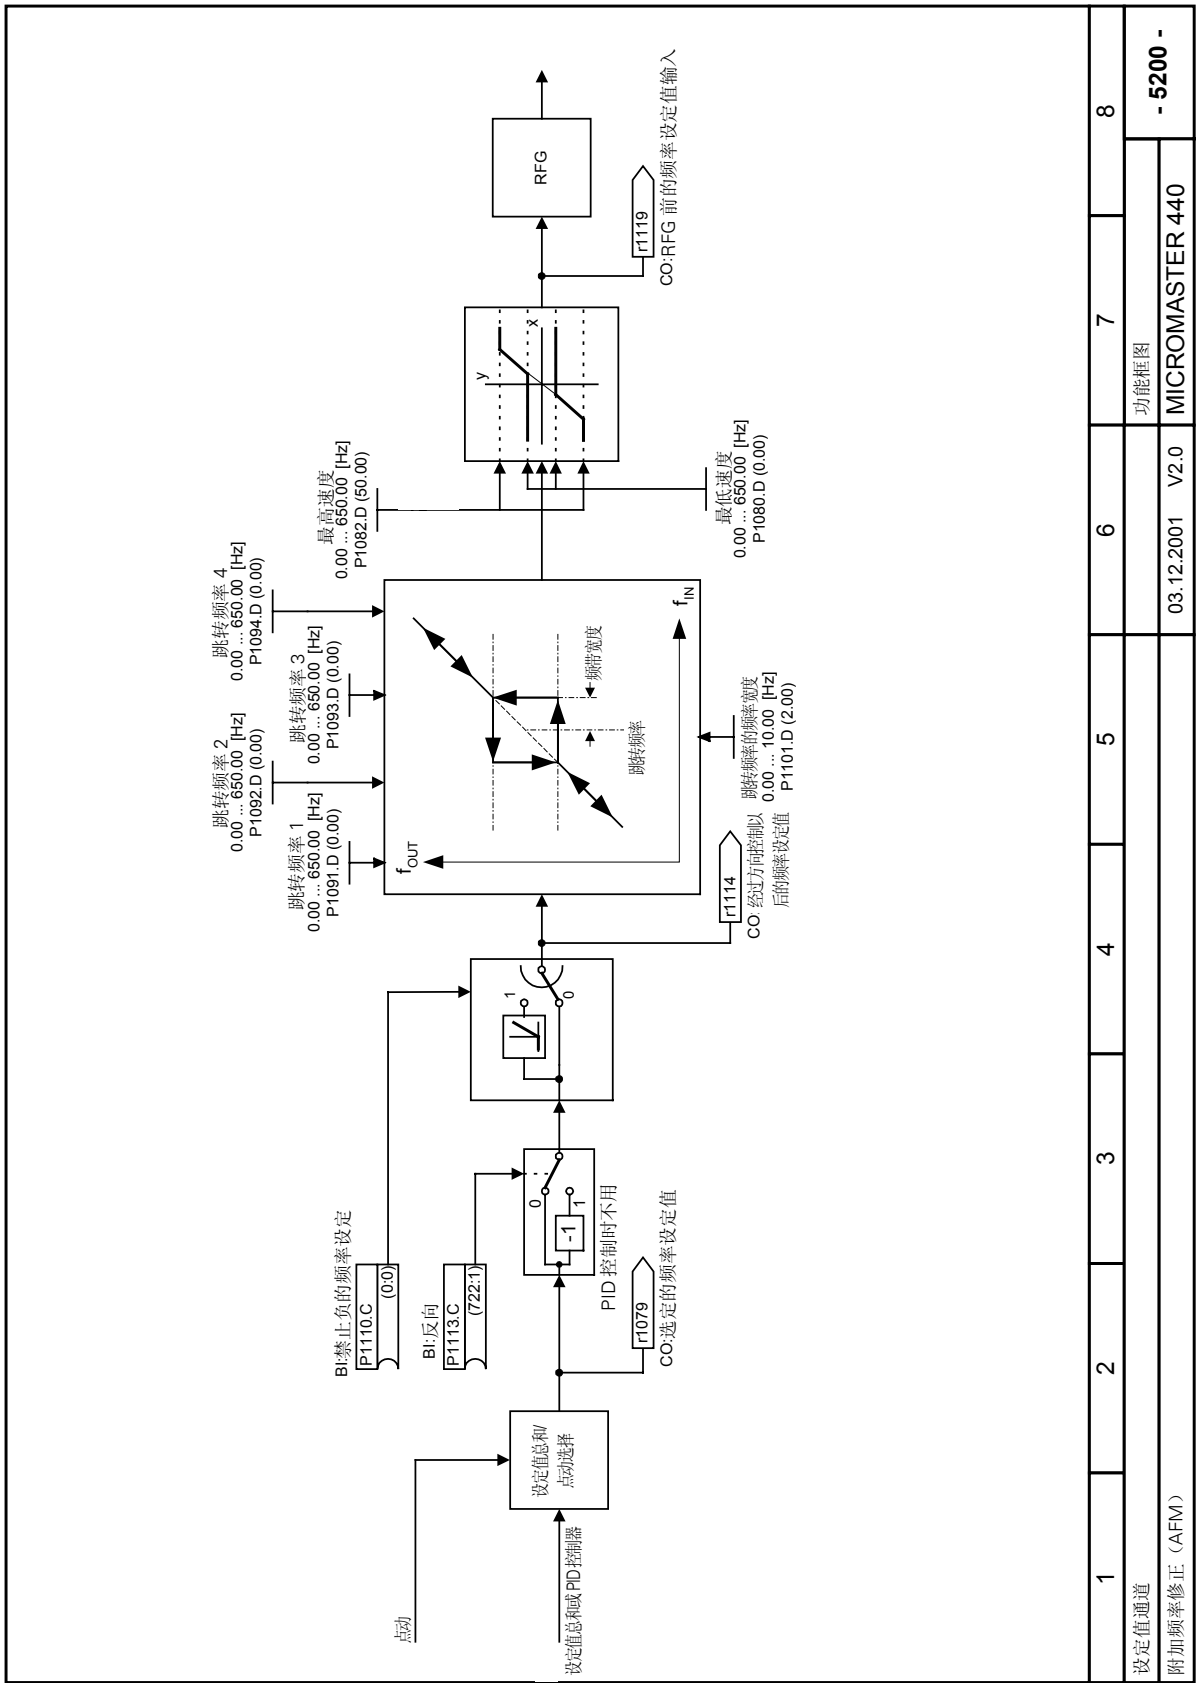 点动
设定值总和或PID控制器
设定值总和/
点动选择
BI:禁止负的频率设定
P1110.C
(0:0)
BI:反向
P1113.C
(722:1)
0
1
-1
PID 控制时不用
r1079
CO:选定的频率设定值
1
0
r1114
CO: 经过方向控制以
后的频率设定值
跳转频率 1
0.00 ... 650.00 [Hz]
P1091.D (0.00)
跳转频率 2
0.00 ... 650.00 [Hz]
P1092.D (0.00)
跳转频率 3
0.00 ... 650.00 [Hz]
P1093.D (0.00)
跳转频率 4
0.00 ... 650.00 [Hz]
P1094.D (0.00)
fOUT
fIN
频带宽度
跳转频率
跳转频率的频率宽度
0.00 ... 10.00 [Hz]
P1101.D (2.00)
最高速度
0.00 ... 650.00 [Hz]
P1082.D (50.00)
y
x
最低速度
0.00 ... 650.00 [Hz]
P1080.D (0.00)
r1119
CO:RFG 前的频率设定值输入
RFG
1 2 3 4 5 6 7 8
设定值通道
附加频率修正（AFM）
03.12.2001 V2.0
功能框图
MICROMASTER 440
- 5200 -